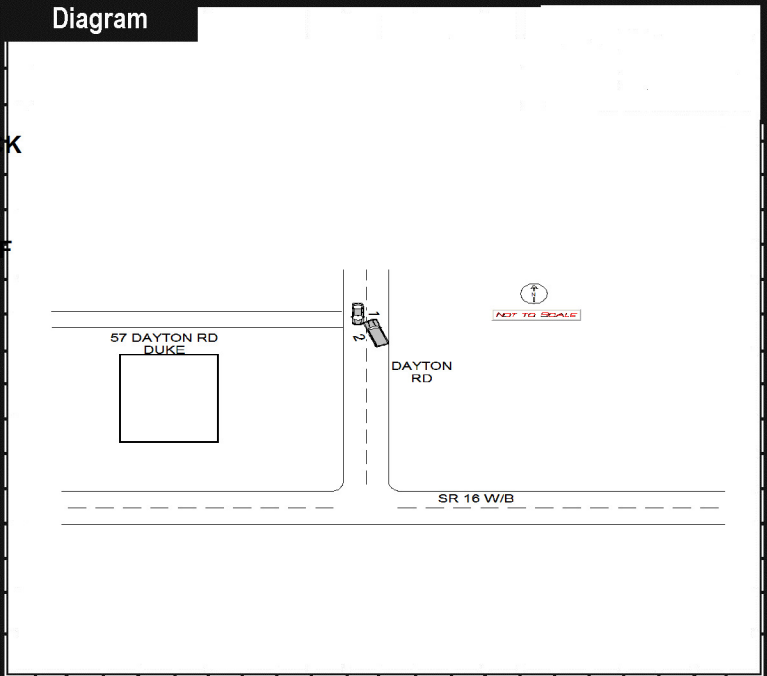 Diagram
K
F
N
NOT TO SCALE
1
2
57 DAYTON RD
DUKE
DAYTON
RD
SR 16 W/B